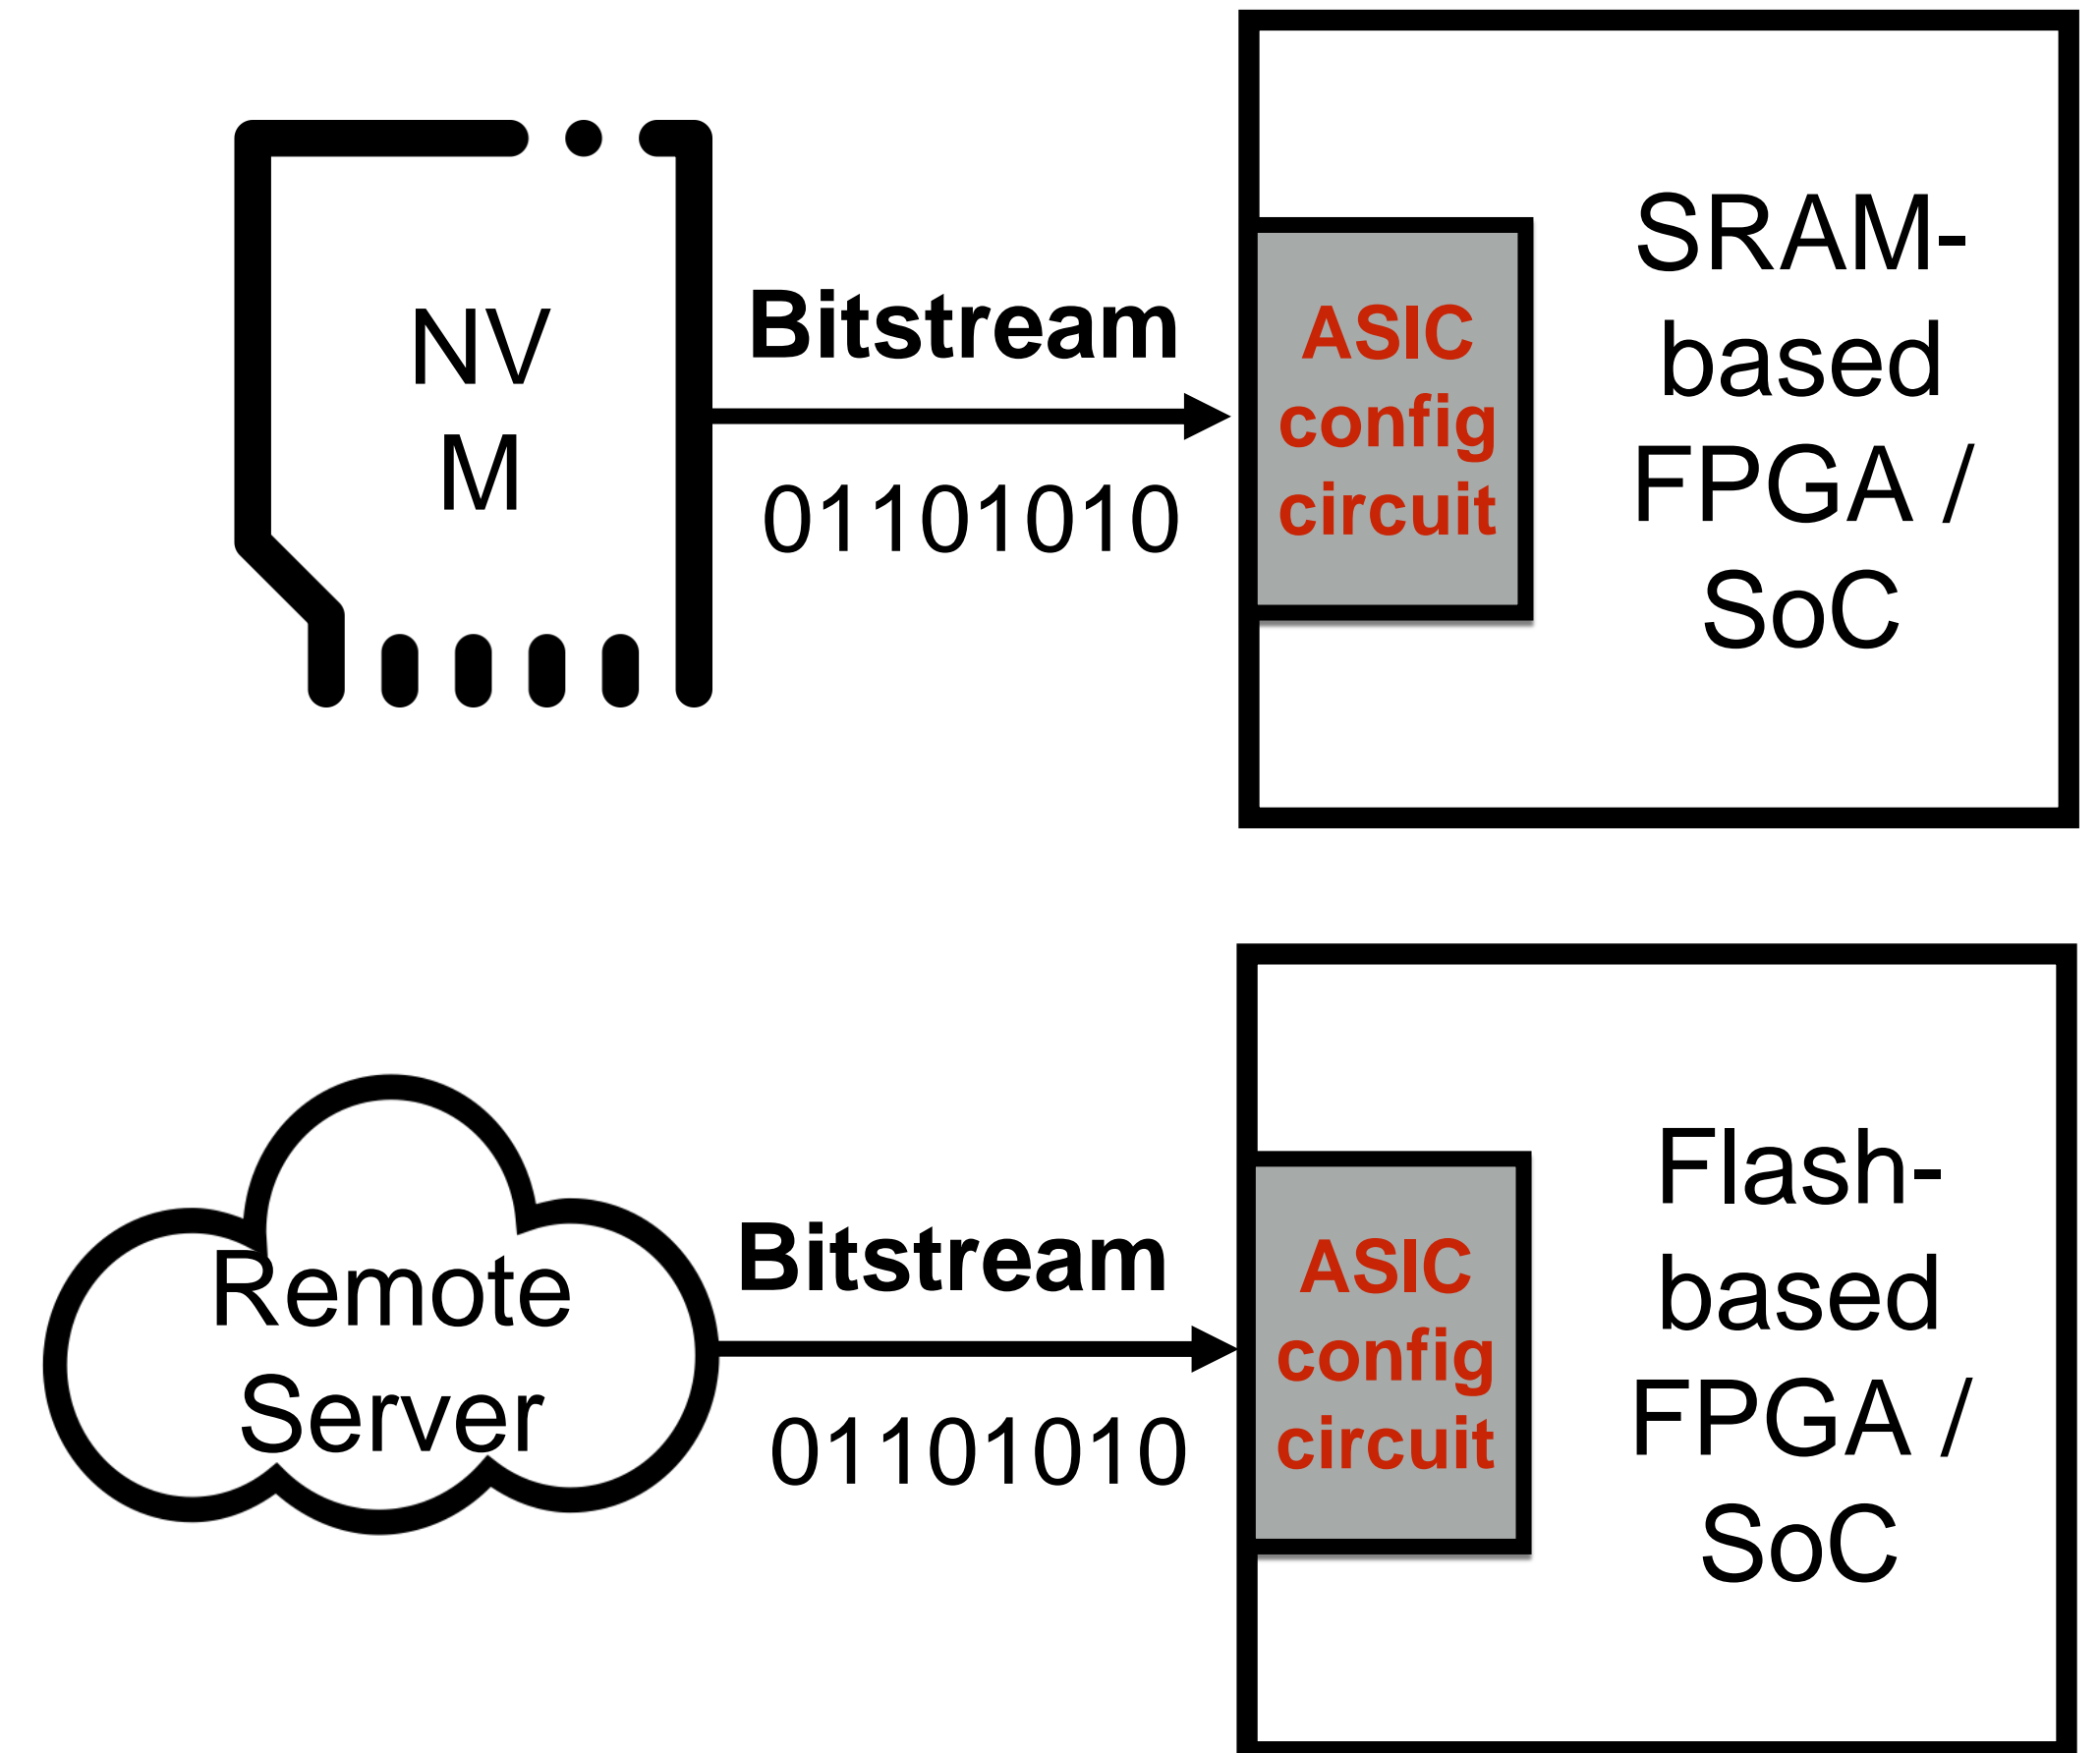 NV
M
Bitstream
01101010
ASIC
config
circuit
SRAM-
based
FPGA /
SoC
Remote
Server
Bitstream
01101010
ASIC
config
circuit
Flash-
based
FPGA /
SoC